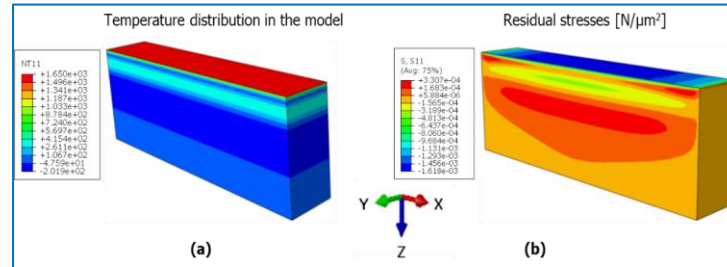 Temperature distribution in the model
Residual stresses [N/μm²]
NT11
+1.650e+03
+1.496e+03
+1.341e+03
+1.187e+03
+1.033e+03
+8.784e+02
+7.240e+02
+5.697e+02
+4.154e+02
+2.611e+02
+1.067e+02
-4.759e+01
-2.019e+02
S, S11
(Avg: 75%)
+3.307e-04
+1.683e-04
+5.884e-06
-1.565e-04
-3.189e-04
-4.813e-04
-6.437e-04
-8.060e-04
-9.684e-04
-1.131e-03
-1.293e-03
-1.456e-03
-1.618e-03
Y
X
Z
(a)
(b)